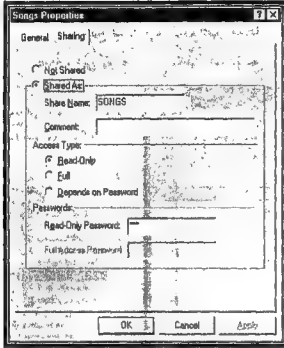 Songs Properties
General Sharing
Not Shared
Shared As:
Share Name: SONGS
Comment:
Access Type:
Read-Only
Full
Depends on Password
Passwords:
Read-Only Password:
Full Access Password
OK Cancel Apply